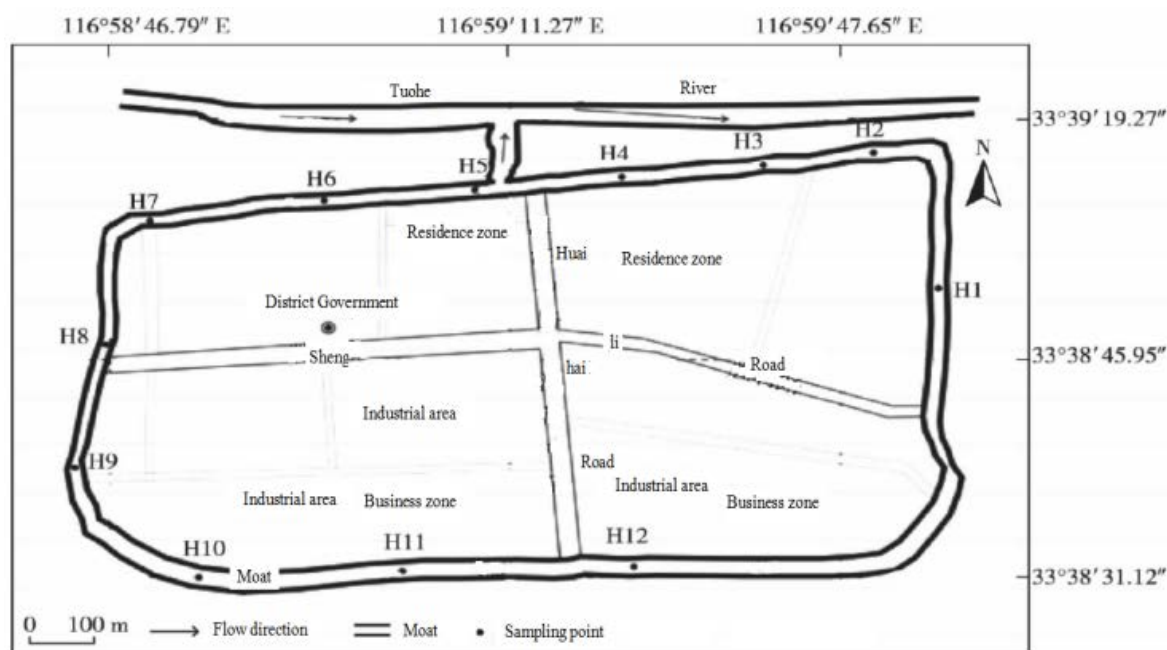 116°58′46.79″ E 116°59′11.27″ E 116°59′47.65″ E
Tuohe River
33°39′19.27″ N
H2
H3
N
H4
H5
H6
H7
Residence zone
Huai
Residence zone
H1
District Government
H8
Sheng
li
Road
hai
33°38′45.95″ N
Industrial area
H9
Road
Industrial area
Business zone
Industrial area
Business zone
H10
H11
H12
Moat
33°38′31.12″ N
0 100 m
Flow direction
Moat
Sampling point